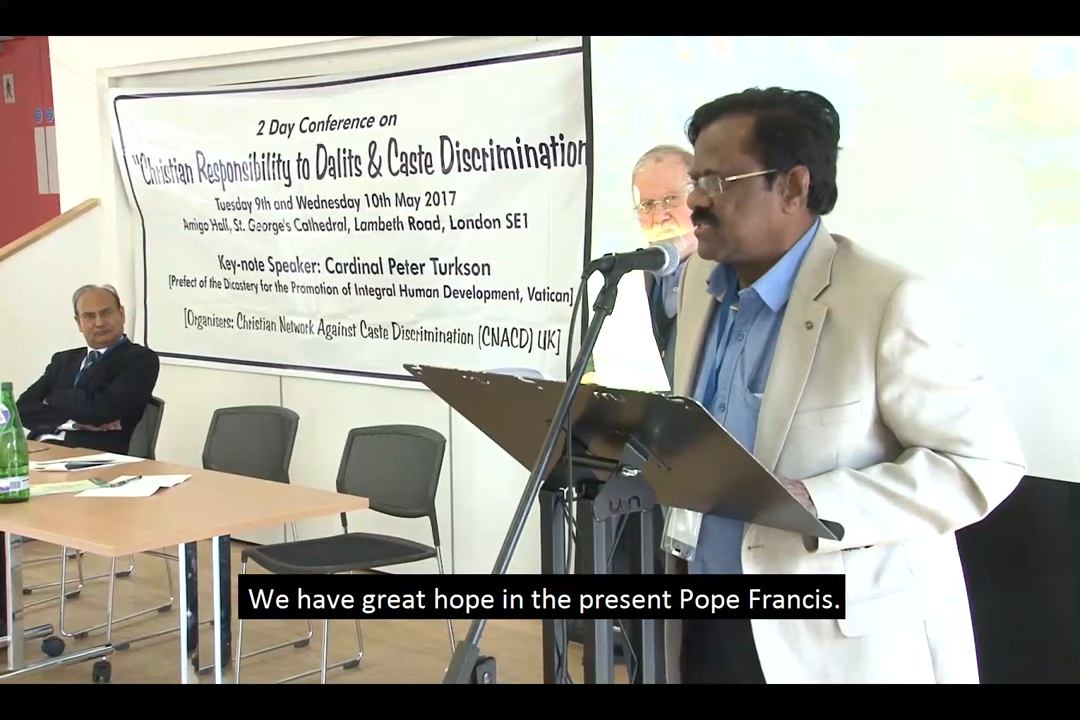 2 Day Conference on
"Christian Responsibility to Dalits & Caste Discrimination
Tuesday 9th and Wednesday 10th May 2017
Amigo Hall, St. George's Cathedral, Lambeth Road, London SE1
Key-note Speaker: Cardinal Peter Turkson
[Prefect of the Dicastery for the Promotion of Integral Human Development, Vatican]
[Organisers: Christian Network Against Caste Discrimination (CNACD) UK]
We have great hope in the present Pope Francis.